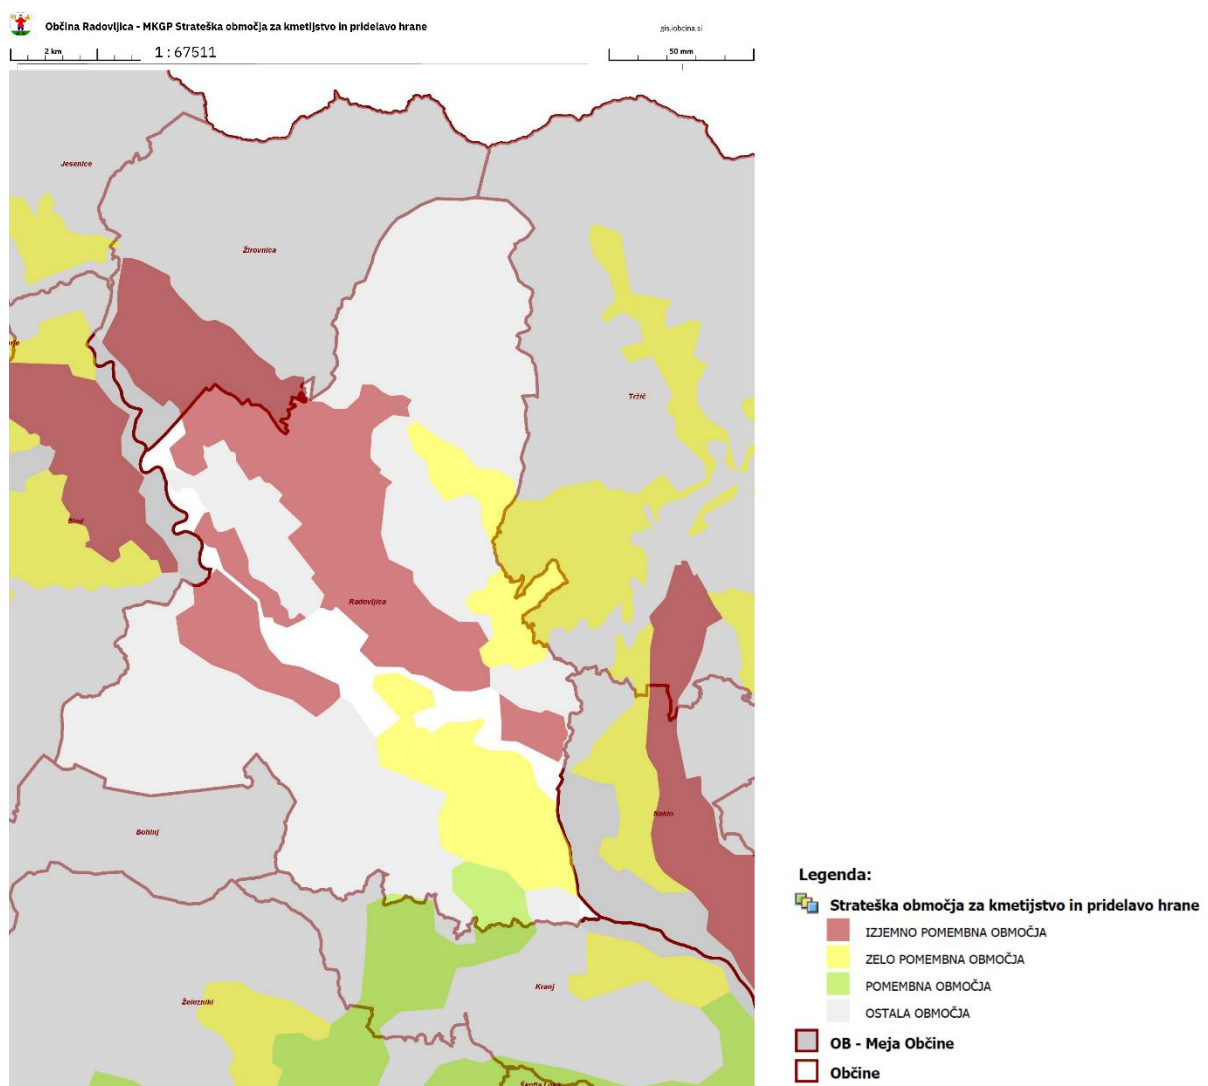 Občina Radovljica - MKGP Strateška območja za kmetijstvo in pridelavo hrane
gis.iobcina.si
2 km
1 : 67511
50 mm
Jesenice
Žirovnica
Tržič
Bled
Radovljica
Naklo
Bohinj
Kranj
Železniki
Škofja Loka
Legenda:
Strateška območja za kmetijstvo in pridelavo hrane
IZJEMNO POMEMBNA OBMOČJA
ZELO POMEMBNA OBMOČJA
POMEMBNA OBMOČJA
OSTALA OBMOČJA
OB - Meja Občine
Občine